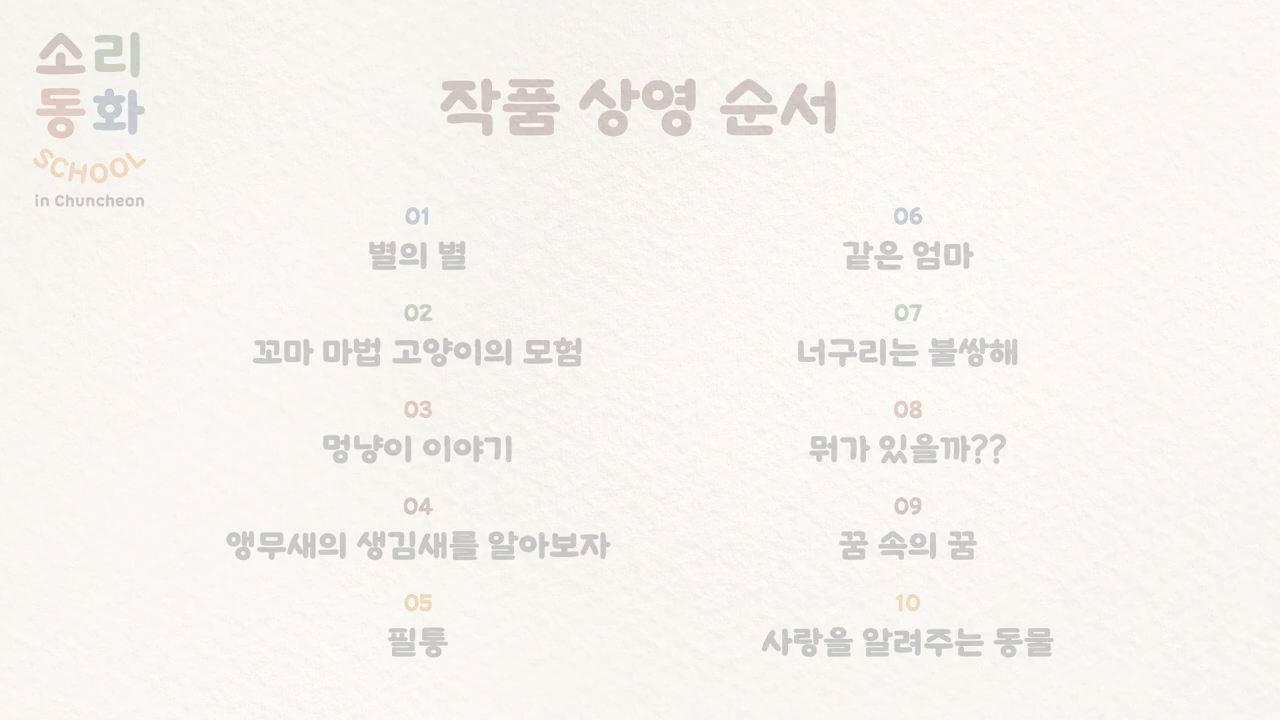 소리
동화
SCHOOL
in Chuncheon
작품 상영 순서
01
별의 별
02
꼬마 마법 고양이의 모험
03
멍냥이 이야기
04
앵무새의 생김새를 알아보자
05
필통
06
같은 엄마
07
너구리는 불쌍해
08
뭐가 있을까??
09
꿈 속의 꿈
10
사랑을 알려주는 동물